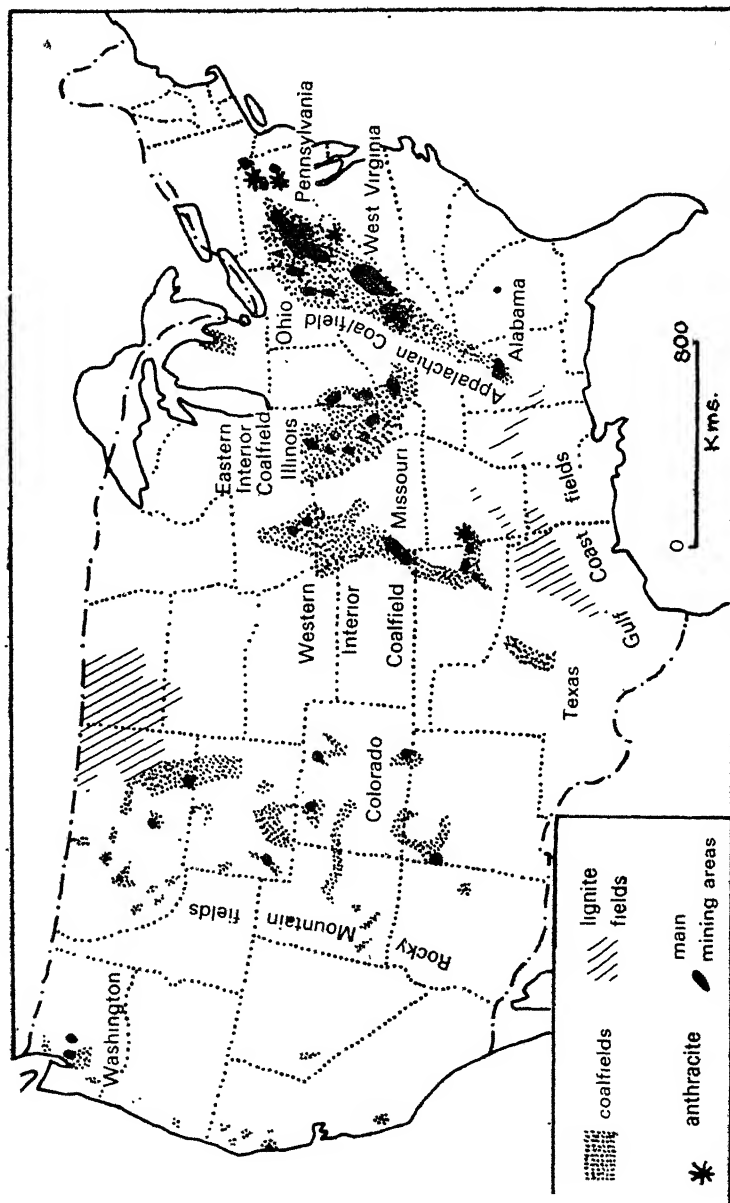 Washington
Rocky
Mountain
fields
Colorado
Texas
Western
Interior
Coalfield
Missouri
Eastern
Interior
Coalfield
Illinois
Ohio
Pennsylvania
West Virginia
Appalachian Coalfield
Alabama
Gulf Coast fields
0 800
Kms.
coalfields
lignite
fields
anthracite
main
mining areas